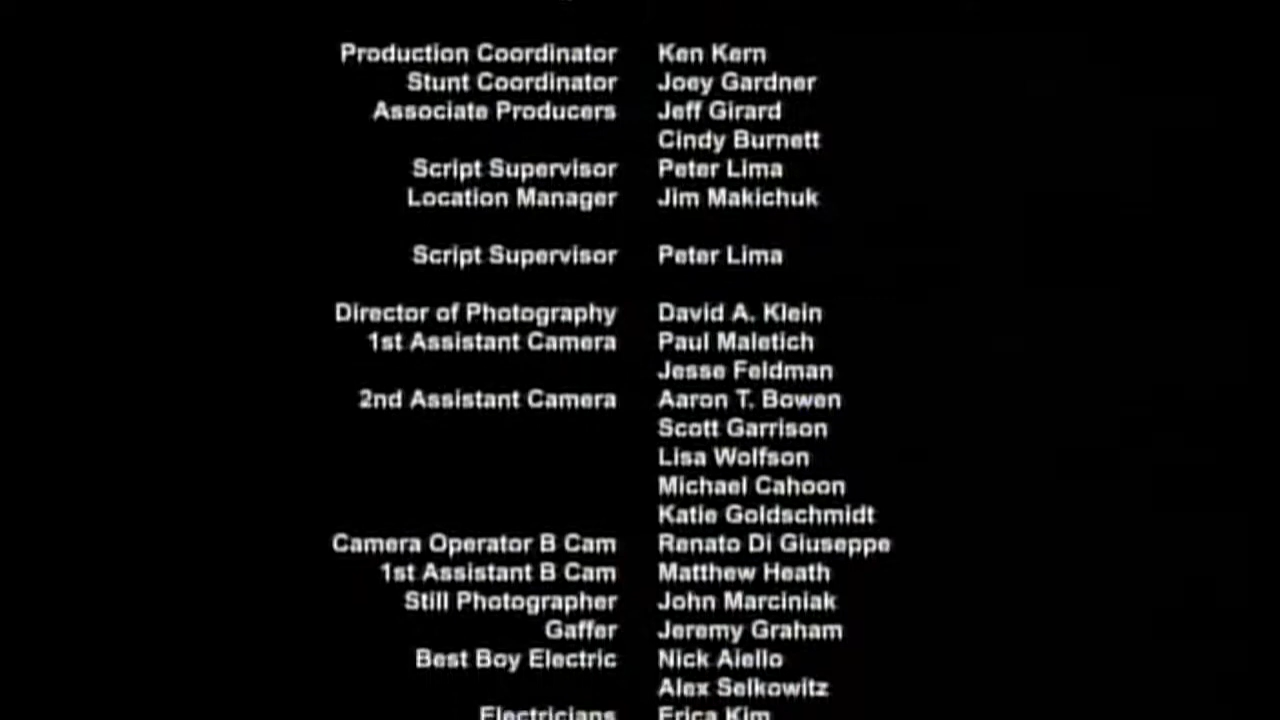 Production Coordinator Ken Kern
Stunt Coordinator Joey Gardner
Associate Producers Jeff Girard
Cindy Burnett
Script Supervisor Peter Lima
Location Manager Jim Makichuk
Script Supervisor Peter Lima
Director of Photography David A. Klein
1st Assistant Camera Paul Maletich
Jesse Feldman
2nd Assistant Camera Aaron T. Bowen
Scott Garrison
Lisa Wolfson
Michael Cahoon
Katie Goldschmidt
Camera Operator B Cam Renato Di Giuseppe
1st Assistant B Cam Matthew Heath
Still Photographer John Marciniak
Gaffer Jeremy Graham
Best Boy Electric Nick Aiello
Alex Selkowitz
Electricians Erica Kim